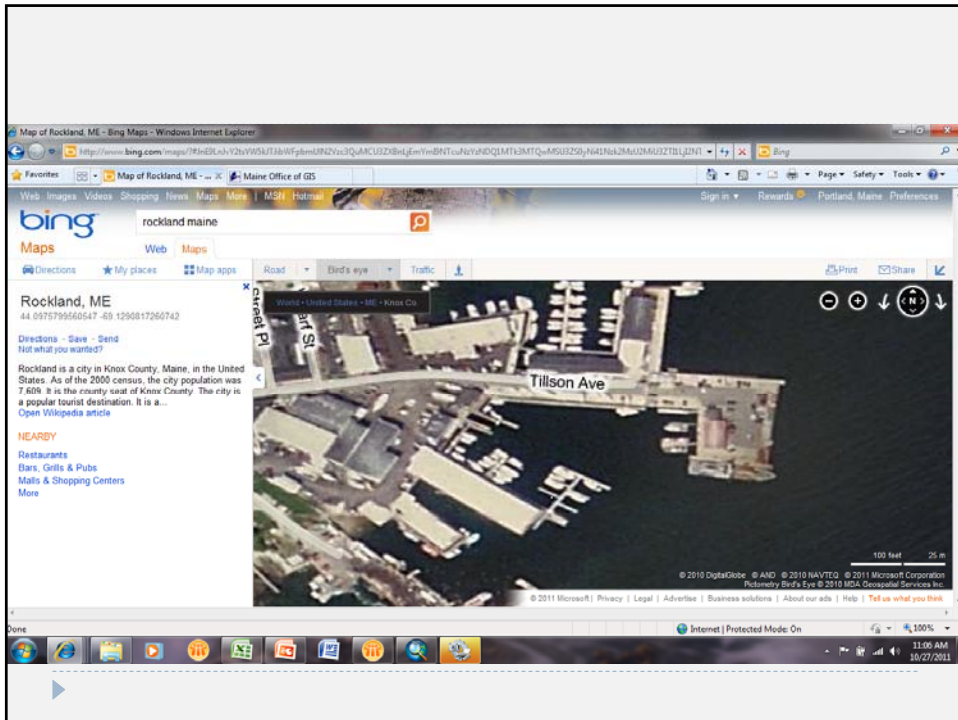 Map of Rockland, ME - Bing Maps - Windows Internet Explorer
Bing
Favorites Map of Rockland, ME - ... Maine Office of GIS Page Safety Tools
Web Images Videos Shopping News Maps More | MSN Hotmail Sign in Rewards Portland, Maine Preferences
bing rockland maine
Maps Web Maps
Directions My places Map apps Road Bird's eye Traffic Print Share
Rockland, ME
44.0975799560547 -69.1290817260742
Directions - Save - Send
Not what you wanted?
Rockland is a city in Knox County, Maine, in the United
States. As of the 2000 census, the city population was
7,609. It is the county seat of Knox County. The city is
a popular tourist destination. It is a...
Open Wikipedia article
NEARBY
Restaurants
Bars, Grills & Pubs
Malls & Shopping Centers
More
World - United States - ME - Knox Co.
Street Pl
arf St
N
Tillson Ave
100 feet 25 m
© 2010 DigitalGlobe © AND © 2010 NAVTEQ © 2011 Microsoft Corporation
Pictometry Bird's Eye © 2010 MDA Geospatial Services Inc.
© 2011 Microsoft | Privacy | Legal | Advertise | Business solutions | About our ads | Help | Tell us what you think
Done Internet | Protected Mode: On 100%
11:06 AM
10/27/2011